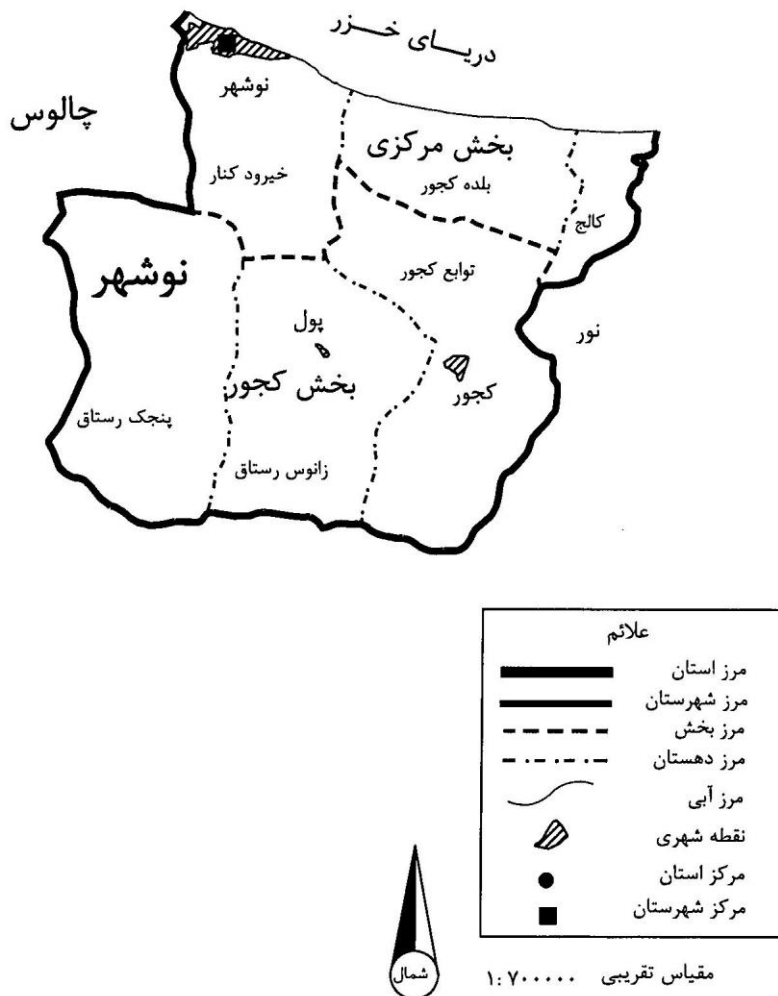 دریـــای خـــزر
نوشهر
چالوس
بخش مرکزی
خیرود کنار
بلده کجور
کالج
نوشهر
توابع کجور
پول
نور
بخش کجور
کجور
پنجک رستاق
زانوس رستاق
علائم
مرز استان
مرز شهرستان
مرز بخش
مرز دهستان
مرز آبی
نقطه شهری
مرکز استان
مرکز شهرستان
شمال
مقیاس تقریبی ۱:۷۰۰۰۰۰